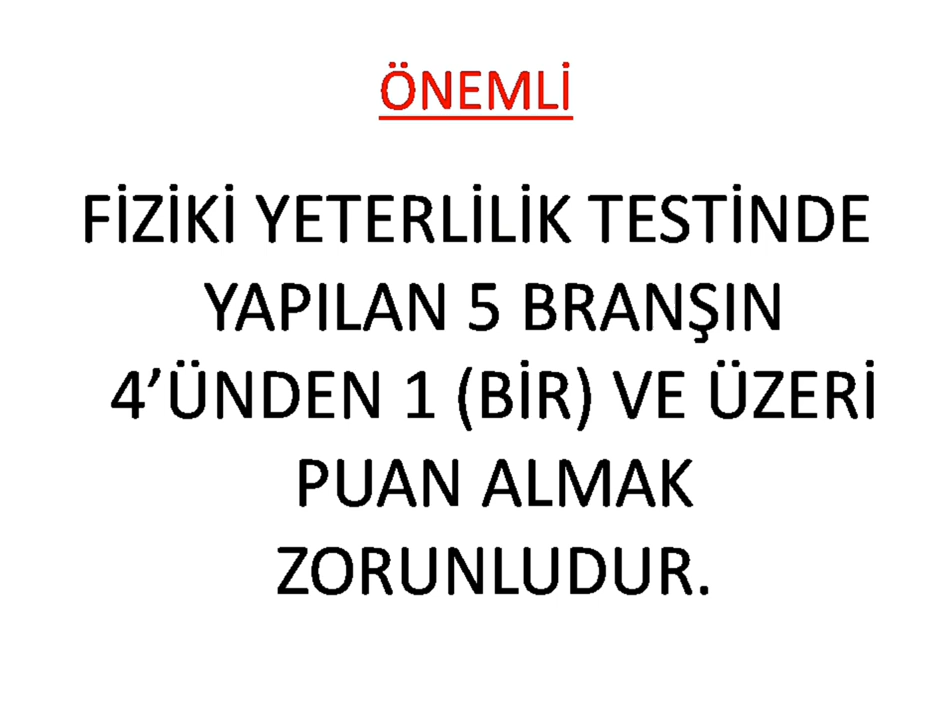 ÖNEMLİ
FİZİKİ YETERLİLİK TESTİNDE
YAPILAN 5 BRANŞIN
4’ÜNDEN 1 (BİR) VE ÜZERİ
PUAN ALMAK
ZORUNLUDUR.